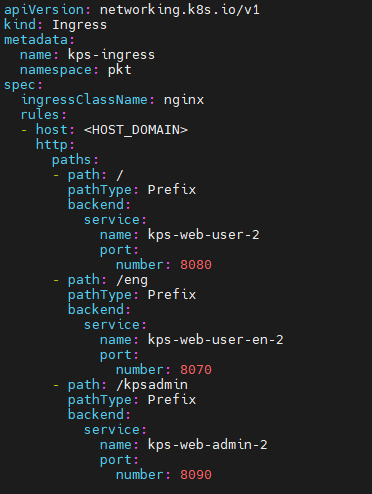 apiVersion: networking.k8s.io/v1
kind: Ingress
metadata:
  name: kps-ingress
  namespace: pkt
spec:
  ingressClassName: nginx
  rules:
  - host: <HOST_DOMAIN>
    http:
      paths:
      - path: /
        pathType: Prefix
        backend:
          service:
            name: kps-web-user-2
            port:
              number: 8080
      - path: /eng
        pathType: Prefix
        backend:
          service:
            name: kps-web-user-en-2
            port:
              number: 8070
      - path: /kpsadmin
        pathType: Prefix
        backend:
          service:
            name: kps-web-admin-2
            port:
              number: 8090